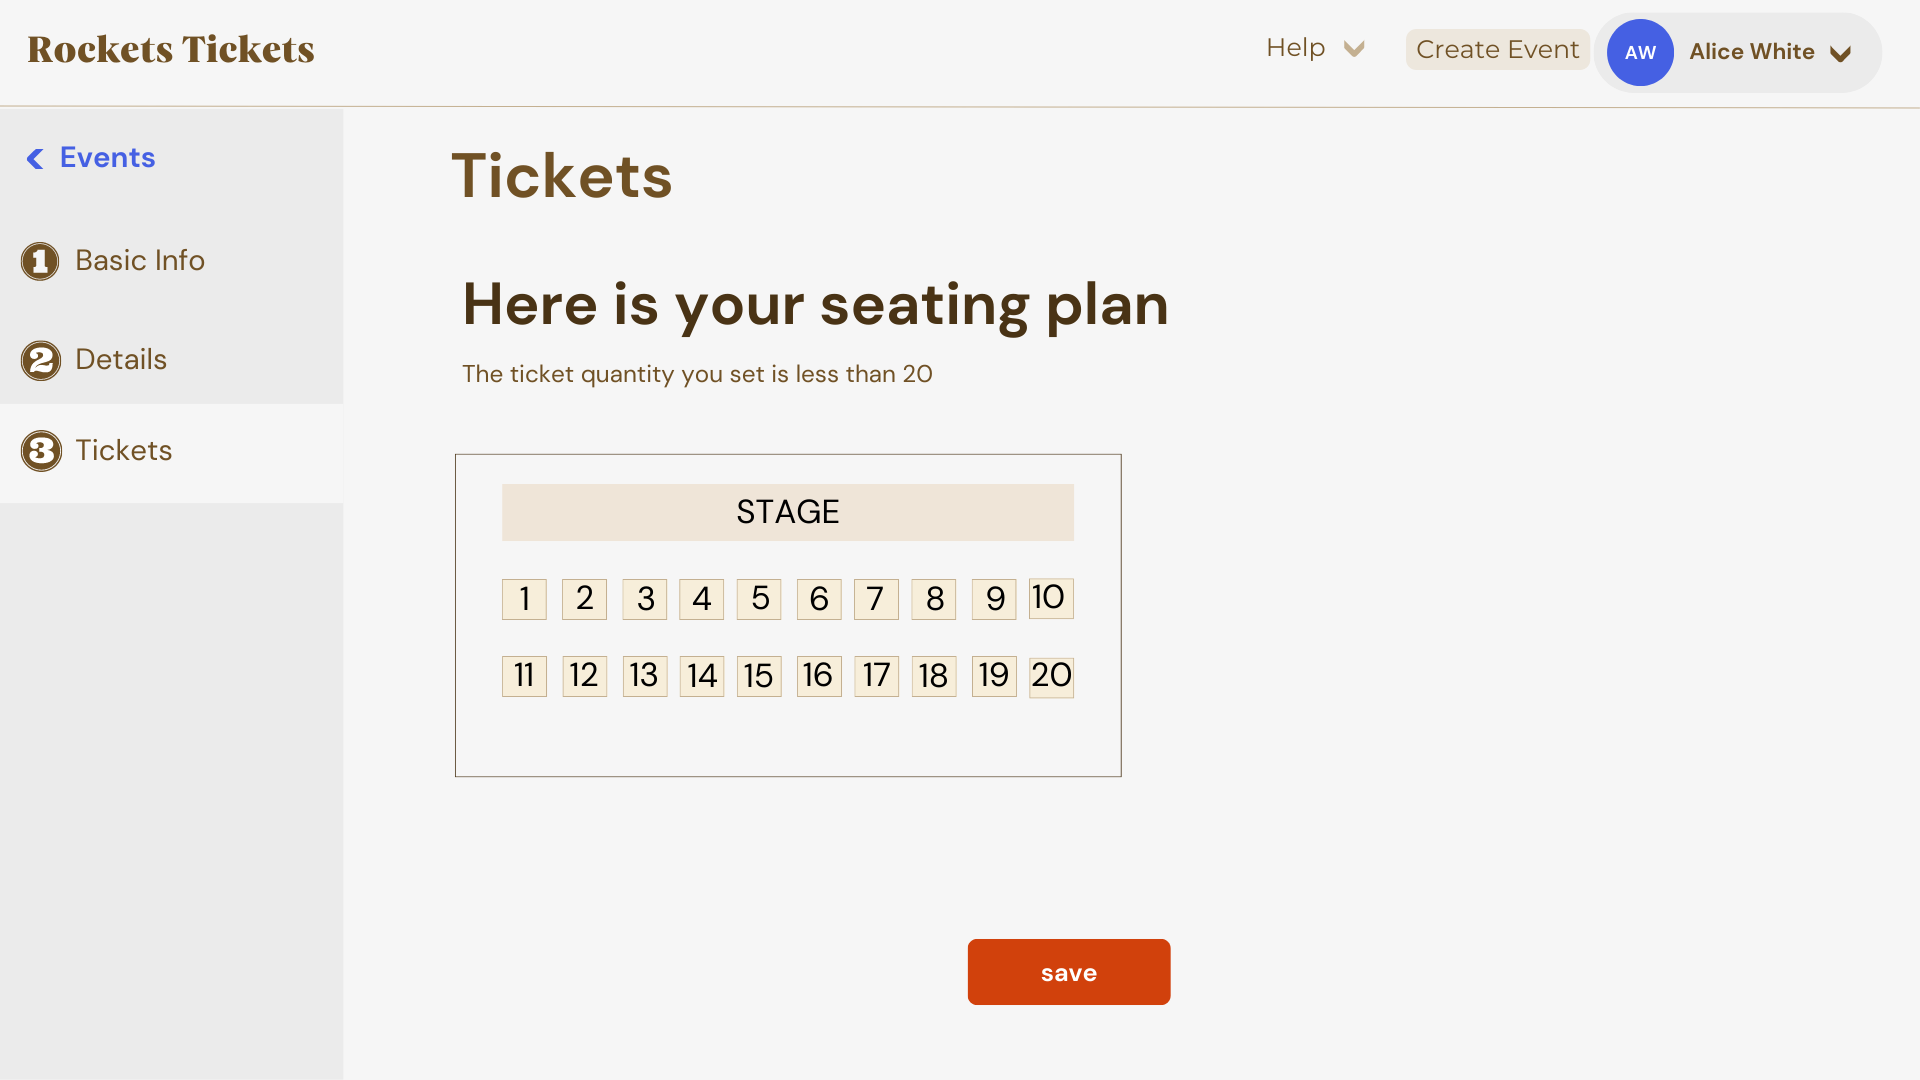 Rockets Tickets
Help
Create Event
AW
Alice White
Events
1 Basic Info
2 Details
3 Tickets
Tickets
Here is your seating plan
The ticket quantity you set is less than 20
STAGE
1 2 3 4 5 6 7 8 9 10
11 12 13 14 15 16 17 18 19 20
save